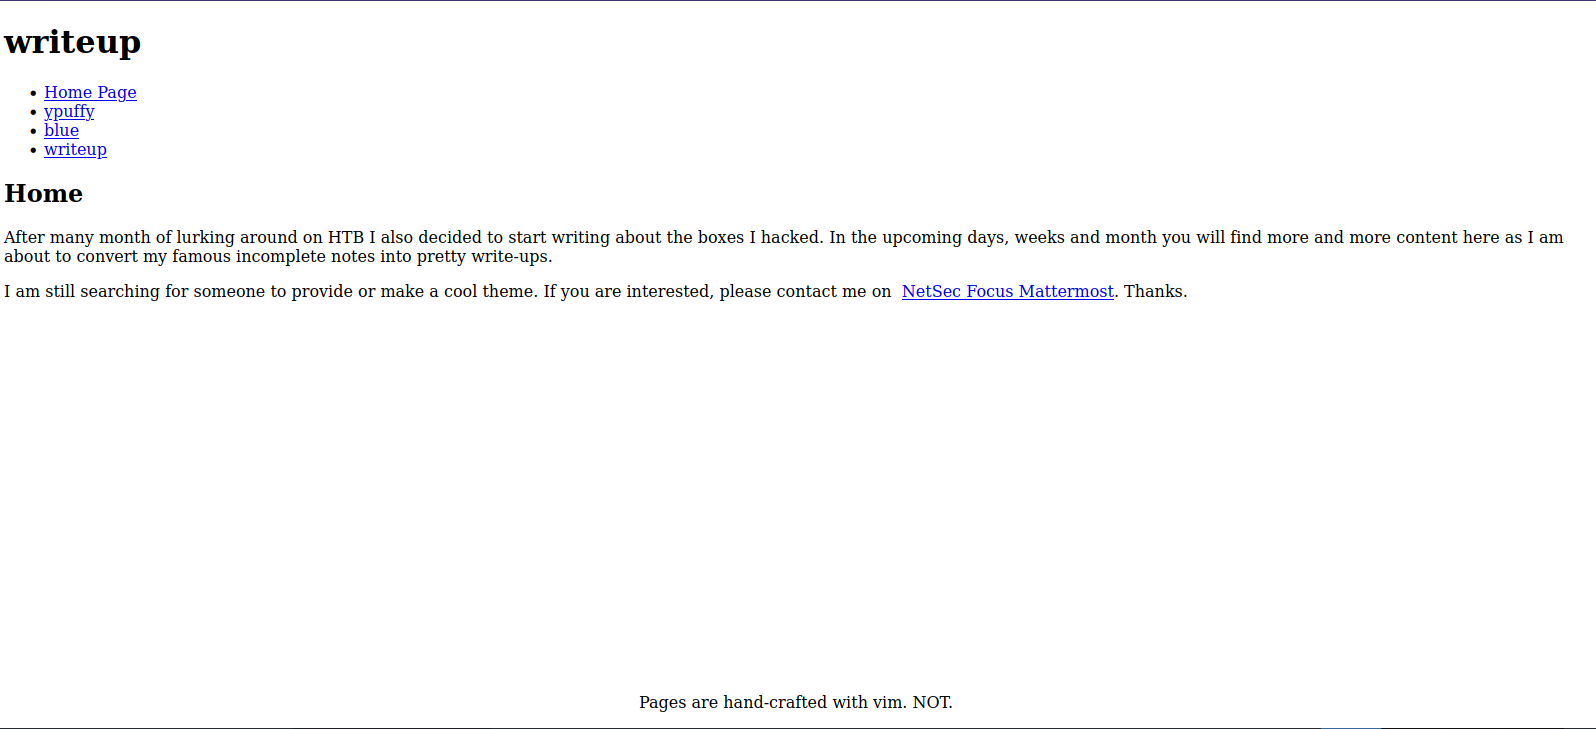 writeup
Home Page
ypuffy
blue
writeup
Home
After many month of lurking around on HTB I also decided to start writing about the boxes I hacked. In the upcoming days, weeks and month you will find more and more content here as I am
about to convert my famous incomplete notes into pretty write-ups.
I am still searching for someone to provide or make a cool theme. If you are interested, please contact me on NetSec Focus Mattermost. Thanks.
Pages are hand-crafted with vim. NOT.